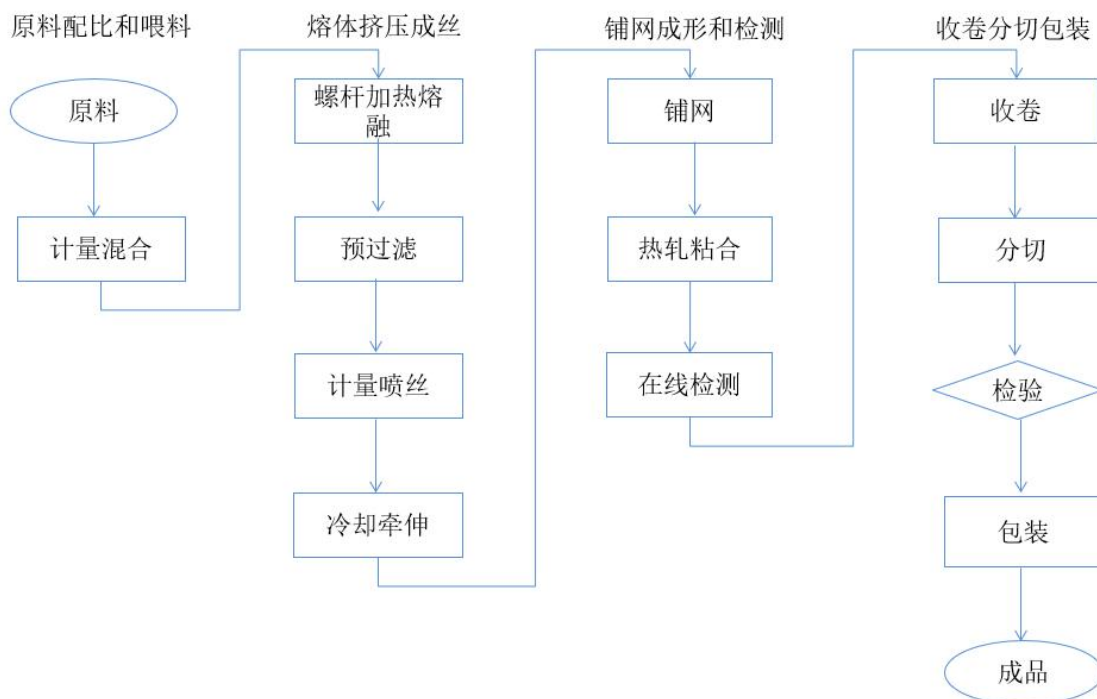 原料配比和喂料
原料
计量混合
熔体挤压成丝
螺杆加热熔
融
预过滤
计量喷丝
冷却牵伸
铺网成形和检测
铺网
热轧粘合
在线检测
收卷分切包装
收卷
分切
检验
包装
成品